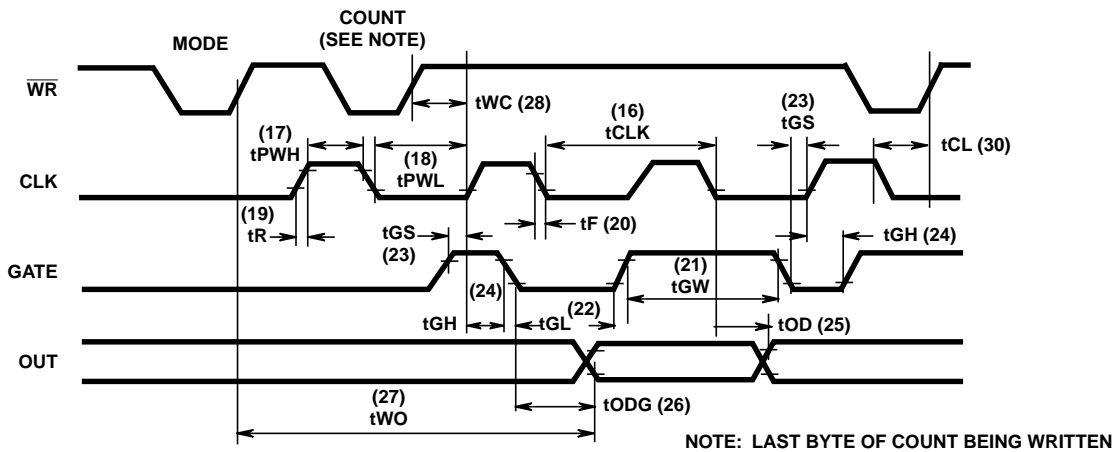 COUNT
(SEE NOTE)
MODE
WR
tWC (28)
(16)
tCLK
(23)
tGS
tCL (30)
(17)
tPWH
(18)
tPWL
CLK
(19)
tR
tGS
(23)
tF (20)
tGH (24)
GATE
(24)
tGH
(22)
tGL
(21)
tGW
tOD (25)
OUT
(27)
tWO
tODG (26)
NOTE: LAST BYTE OF COUNT BEING WRITTEN